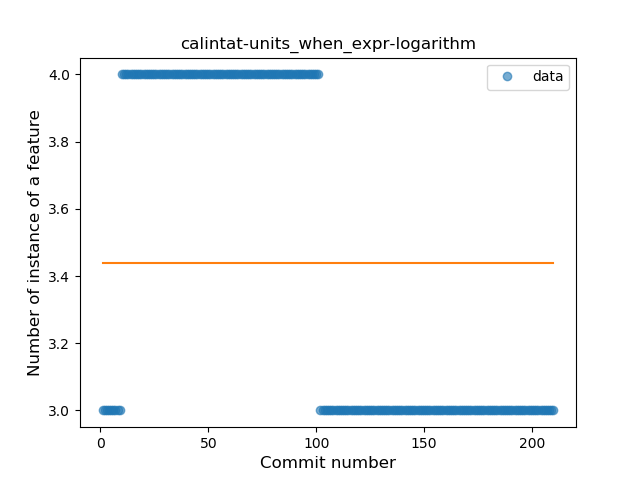 calintat-units_when_expr-logarithm
data
Number of instance of a feature
4.0
3.8
3.6
3.4
3.2
3.0
0 50 100 150 200
Commit number